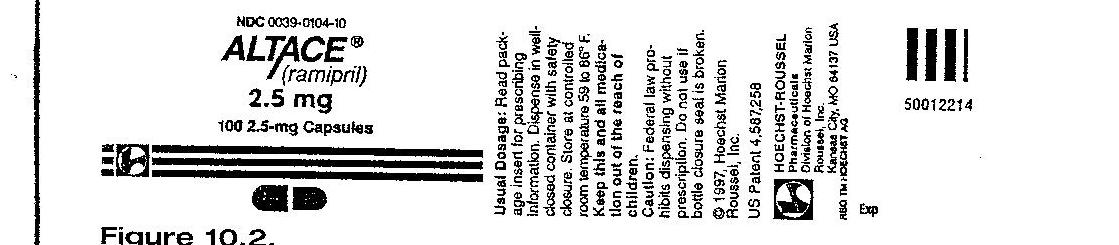 NDC 0039-0104-10
ALTACE®
(ramipril)
2.5 mg
100 2.5-mg Capsules
Usual Dosage: Read pack-
age insert for prescribing
information. Dispense in well-
closed container with safety
closure. Store at controlled
room temperature 59 to 86° F.
Keep this and all medica-
tion out of the reach of
children.
Caution: Federal law pro-
hibits dispensing without
prescription. Do not use if
bottle closure seal is broken.
© 1997, Hoechst Marion
Roussel, Inc.
US Patent 4,587,258
HOECHST-ROUSSEL
Pharmaceuticals
Division of Hoechst Marion
Roussel, Inc.
Kansas City, MO 64137 USA
REG TM HOECHST AG
Exp
50012214
Figure 10.2.